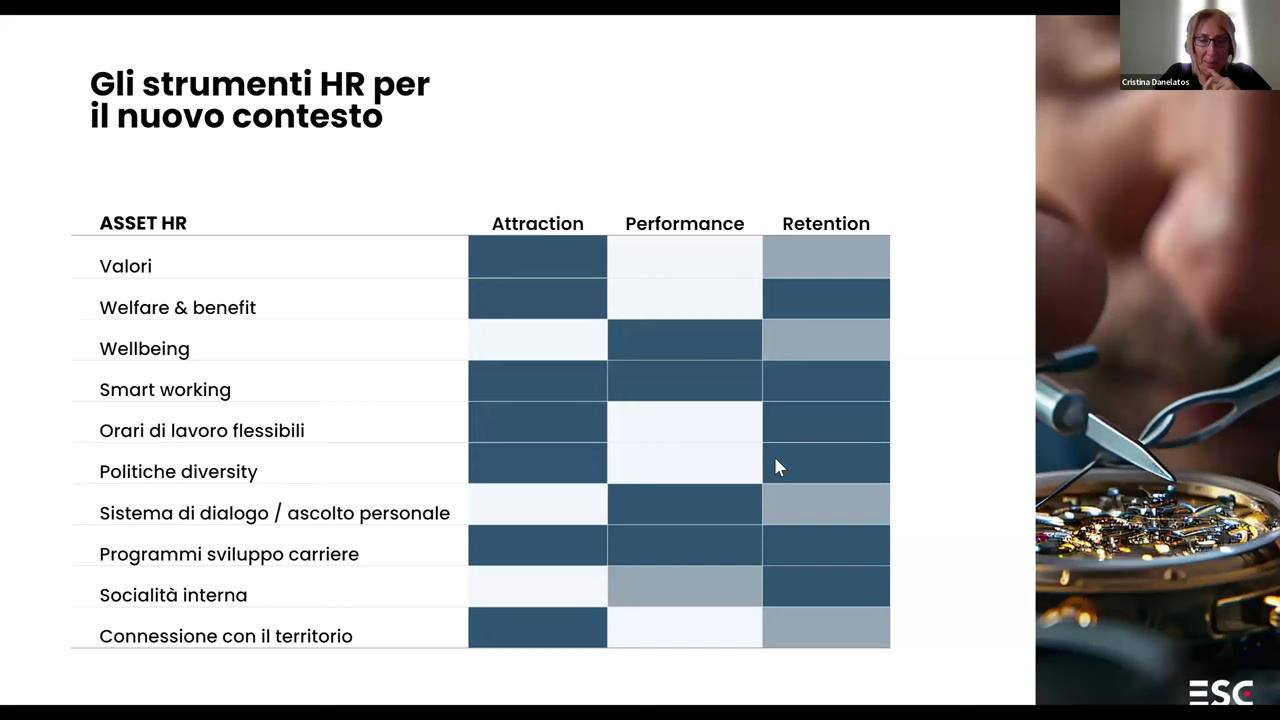 Cristina Danelatos
Gli strumenti HR per
il nuovo contesto
ASSET HR Attraction Performance Retention
Valori
Welfare & benefit
Wellbeing
Smart working
Orari di lavoro flessibili
Politiche diversity
Sistema di dialogo / ascolto personale
Programmi sviluppo carriere
Socialità interna
Connessione con il territorio
ESC